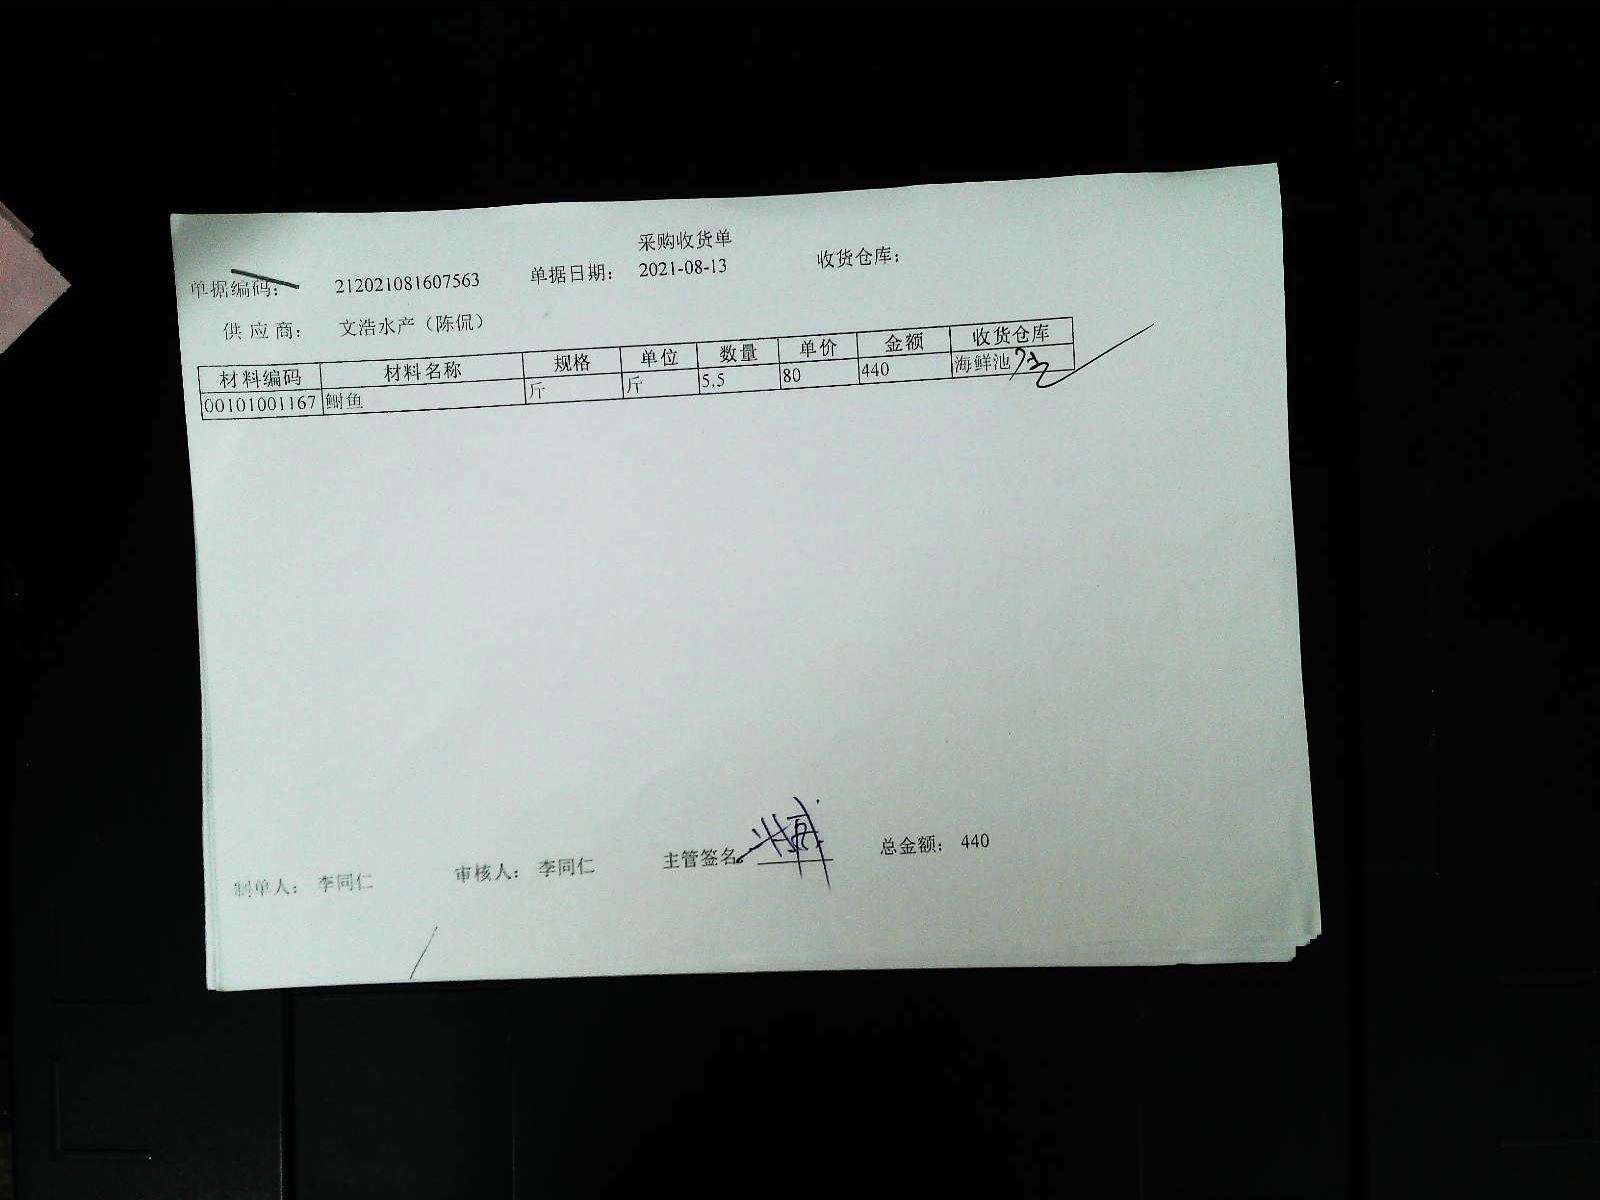 采购收货单
单据编码: 212021081607563 单据日期: 2021-08-13 收货仓库:
供应商: 文浩水产（陈侃）
材料编码 材料名称 规格 单位 数量 单价 金额 收货仓库
00101001167 鲥鱼 斤 斤 5.5 80 440 海鲜池
制单人: 李同仁 审核人: 李同仁 主管签名 总金额: 440